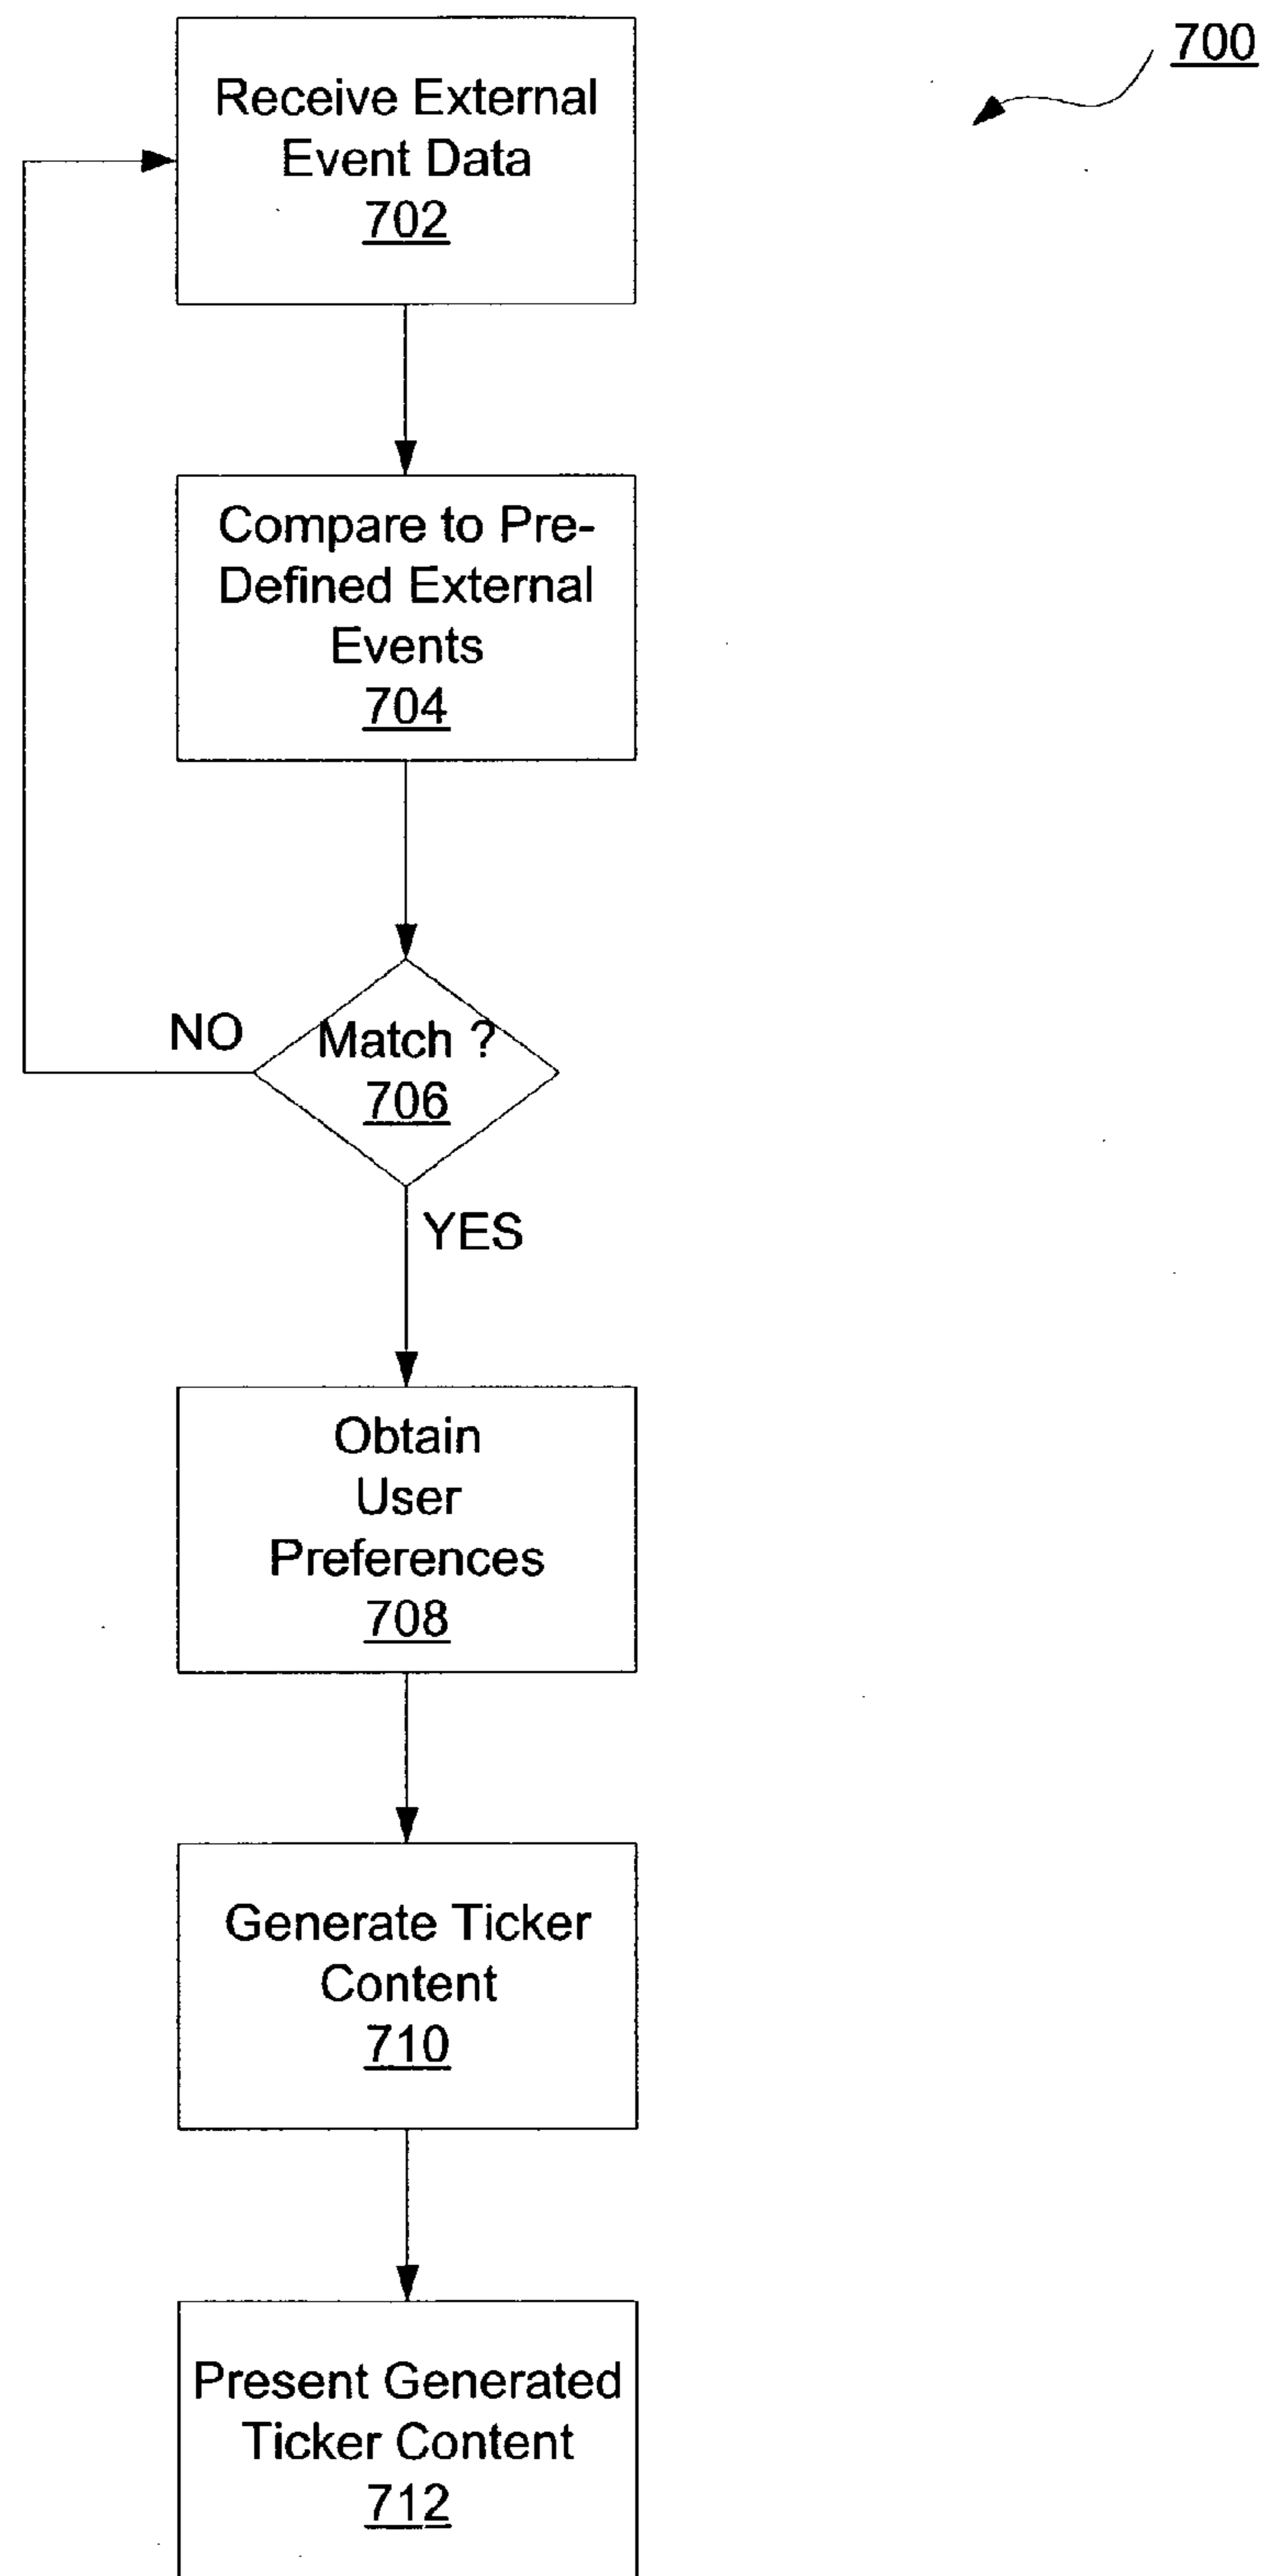 700
Receive External
Event Data
702
Compare to Pre-
Defined External
Events
704
NO
Match ?
706
YES
Obtain
User
Preferences
708
Generate Ticker
Content
710
Present Generated
Ticker Content
712